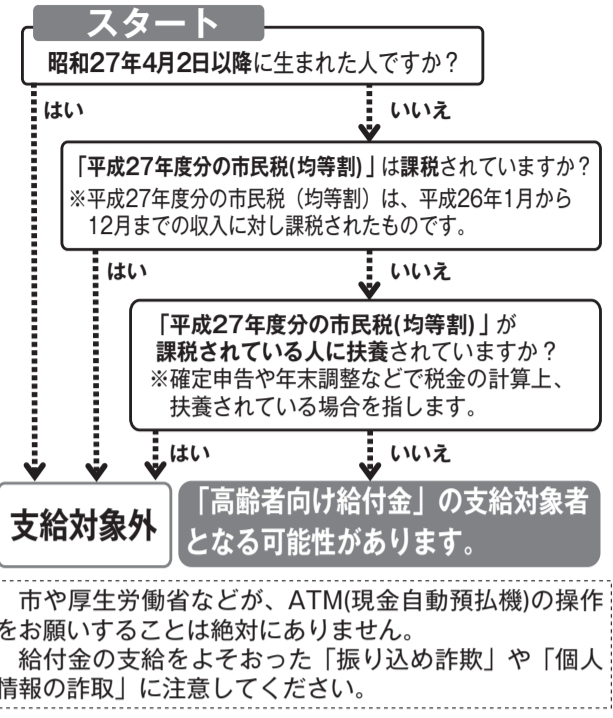 スタート
昭和27年4月2日以降に生まれた人ですか？
はい
いいえ
「平成27年度分の市民税(均等割)」は課税されていますか？
※平成27年度分の市民税（均等割）は、平成26年1月から
12月までの収入に対し課税されたものです。
はい
いいえ
「平成27年度分の市民税(均等割)」が
課税されている人に扶養されていますか？
※確定申告や年末調整などで税金の計算上、
扶養されている場合を指します。
はい
いいえ
支給対象外
「高齢者向け給付金」の支給対象者
となる可能性があります。
市や厚生労働省などが、ATM(現金自動預払機)の操作
をお願いすることは絶対にありません。
給付金の支給をよそおった「振り込め詐欺」や「個人
情報の詐取」に注意してください。